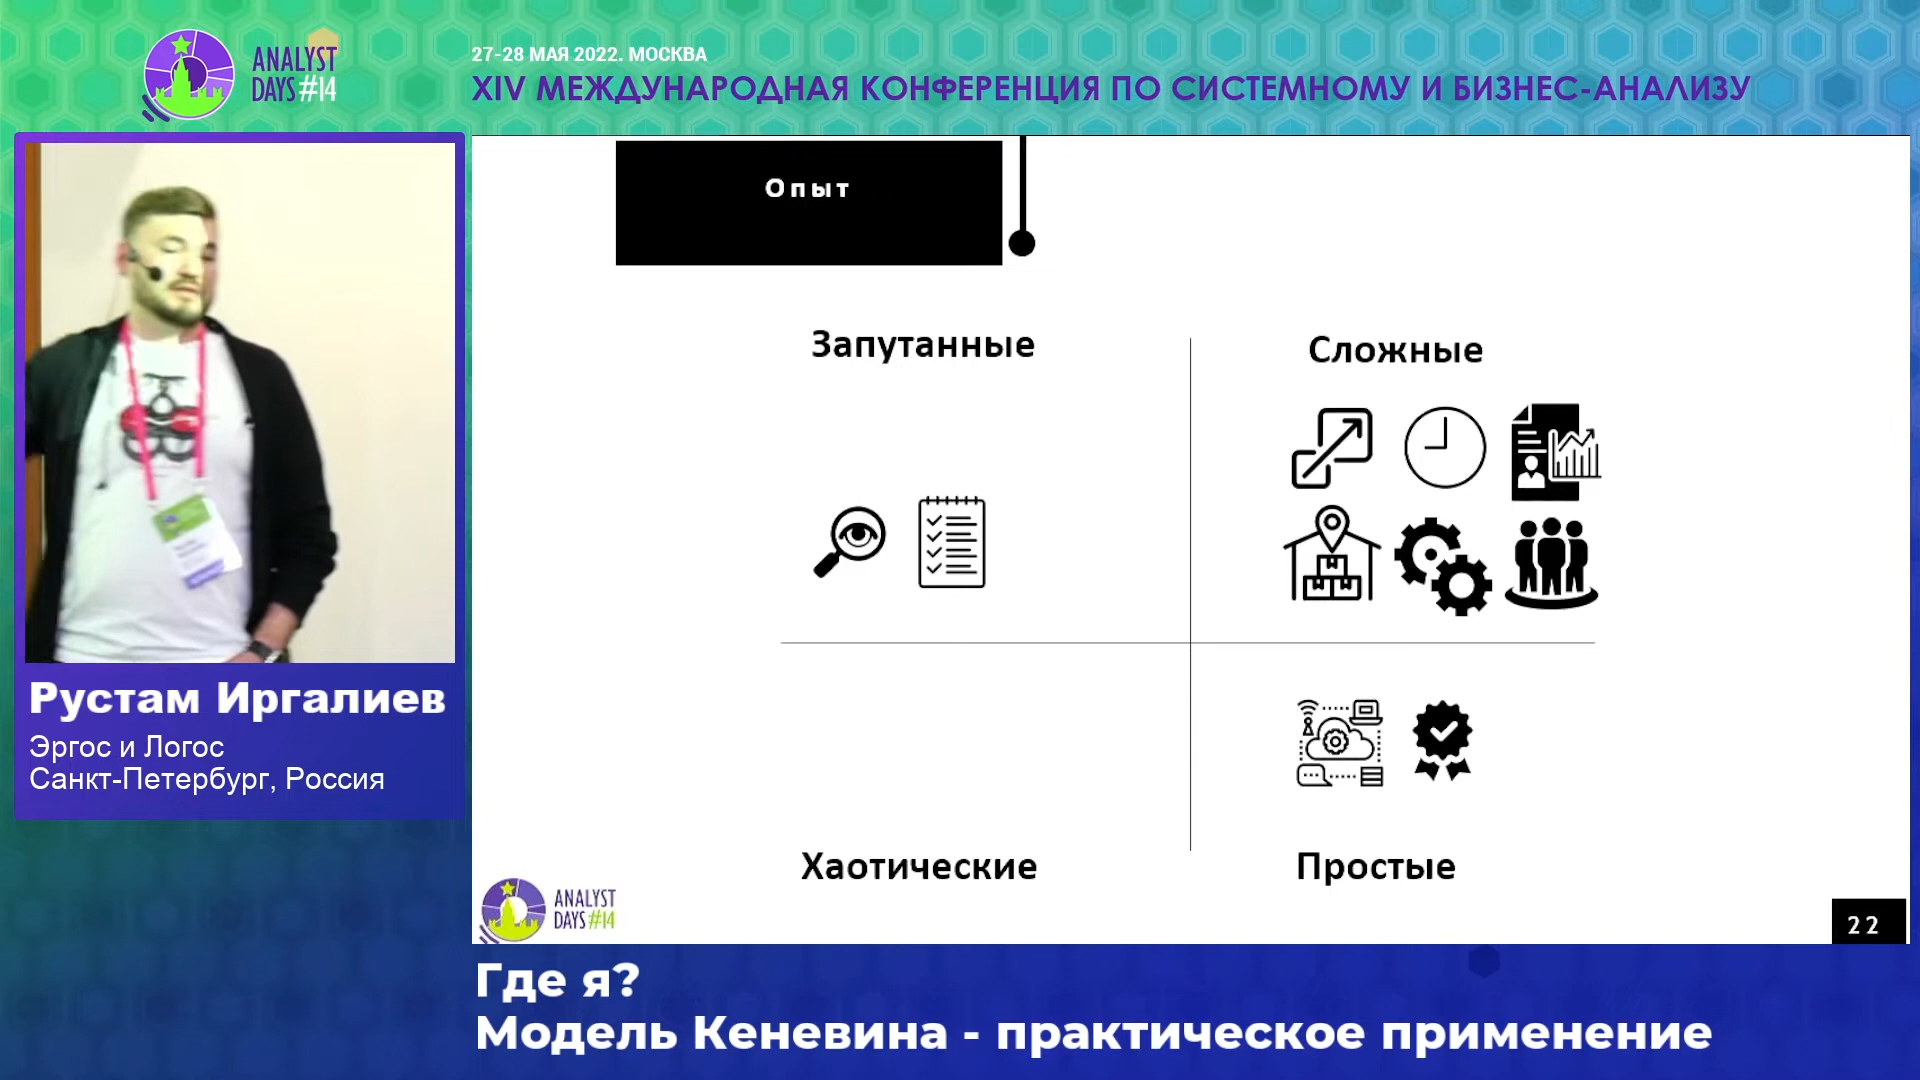 ANALYST
DAYS #14
27-28 МАЯ 2022. МОСКВА
XIV МЕЖДУНАРОДНАЯ КОНФЕРЕНЦИЯ ПО СИСТЕМНОМУ И БИЗНЕС-АНАЛИЗУ
Опыт
Запутанные
Сложные
Хаотические
Простые
ANALYST
DAYS #14
22
Рустам Иргалиев
Эргос и Логос
Санкт-Петербург, Россия
Где я?
Модель Кеневина - практическое применение